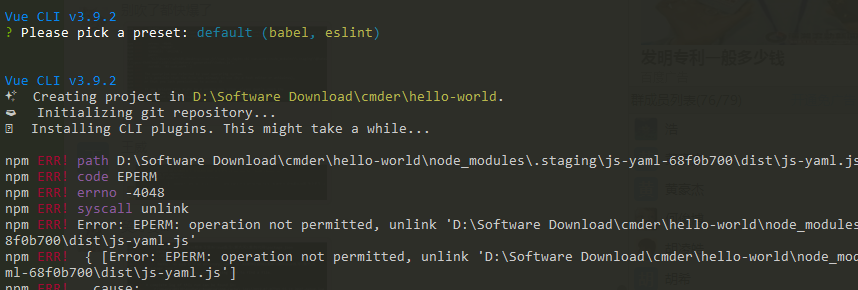 Vue CLI v3.9.2
? Please pick a preset: default (babel, eslint)
Vue CLI v3.9.2
✨  Creating project in D:\Software Download\cmder\hello-world.
Initializing git repository...
Installing CLI plugins. This might take a while...
npm ERR! path D:\Software Download\cmder\hello-world\node_modules\.staging\js-yaml-68f0b700\dist\js-yaml.js
npm ERR! code EPERM
npm ERR! errno -4048
npm ERR! syscall unlink
npm ERR! Error: EPERM: operation not permitted, unlink 'D:\Software Download\cmder\hello-world\node_modules
8f0b700\dist\js-yaml.js'
npm ERR!  { [Error: EPERM: operation not permitted, unlink 'D:\Software Download\cmder\hello-world\node_mod
ml-68f0b700\dist\js-yaml.js']
npm ERR!   cause:
发明专利一般多少钱